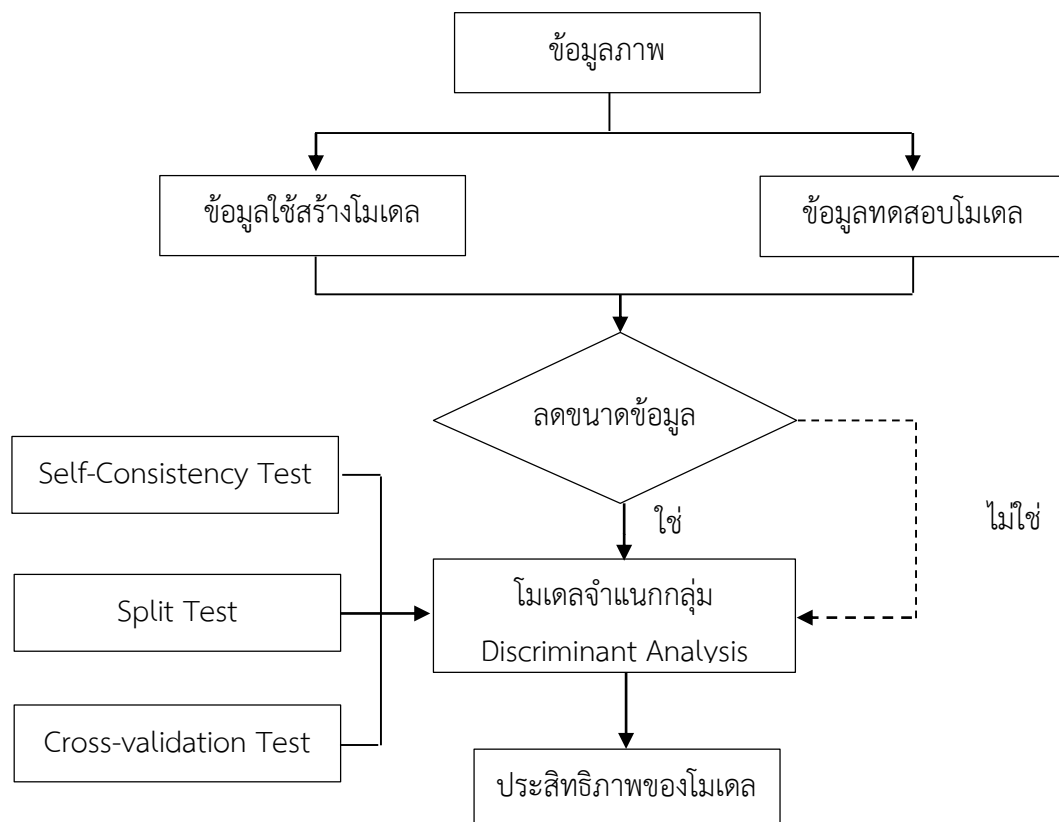 ข้อมูลภาพ
ข้อมูลใช้สร้างโมเดล
ข้อมูลทดสอบโมเดล
ลดขนาดข้อมูล
Self-Consistency Test
ใช่
ไม่ใช่
Split Test
โมเดลจำแนกกลุ่ม
Discriminant Analysis
Cross-validation Test
ประสิทธิภาพของโมเดล